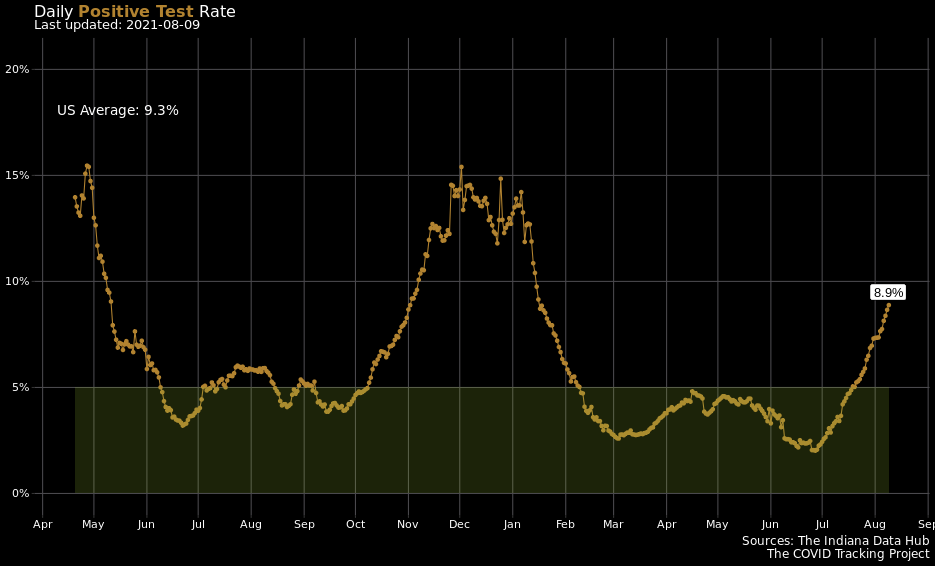 Daily Positive Test Rate
Last updated: 2021-08-09
20%
US Average: 9.3%
15%
10%
8.9%
5%
0%
Apr May Jun Jul Aug Sep Oct Nov Dec Jan Feb Mar Apr May Jun Jul Aug Sep
Sources: The Indiana Data Hub
The COVID Tracking Project